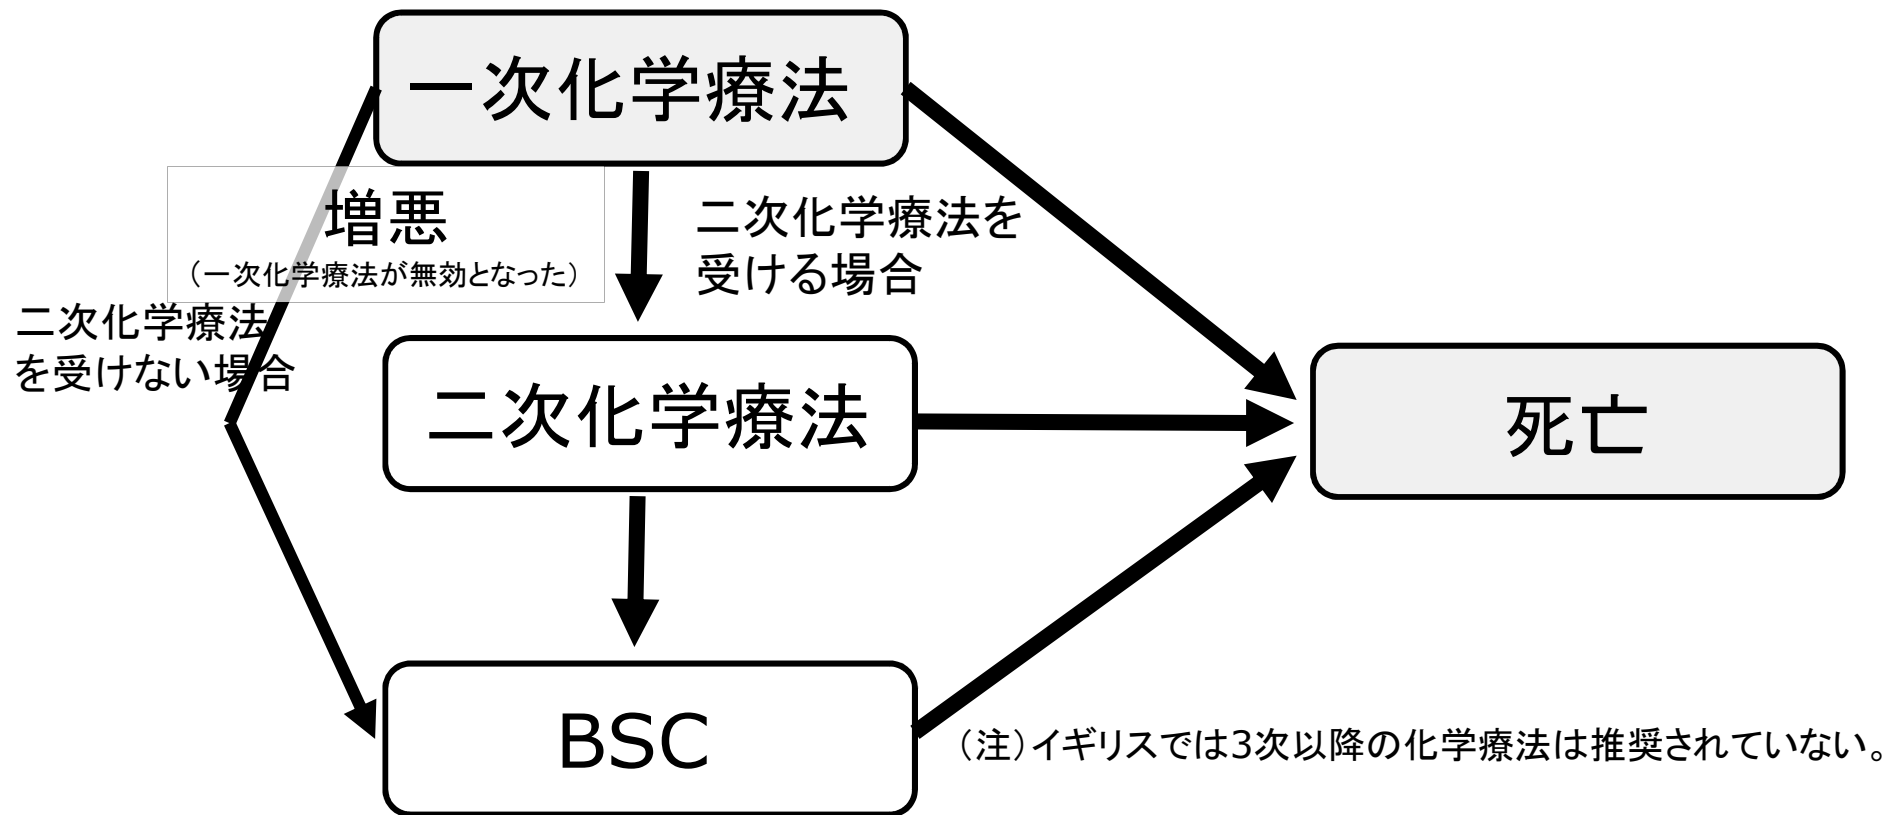 一次化学療法
増悪
（一次化学療法が無効となった）
二次化学療法を
受ける場合
二次化学療法
を受けない場合
二次化学療法
死亡
BSC
（注）イギリスでは3次以降の化学療法は推奨されていない。